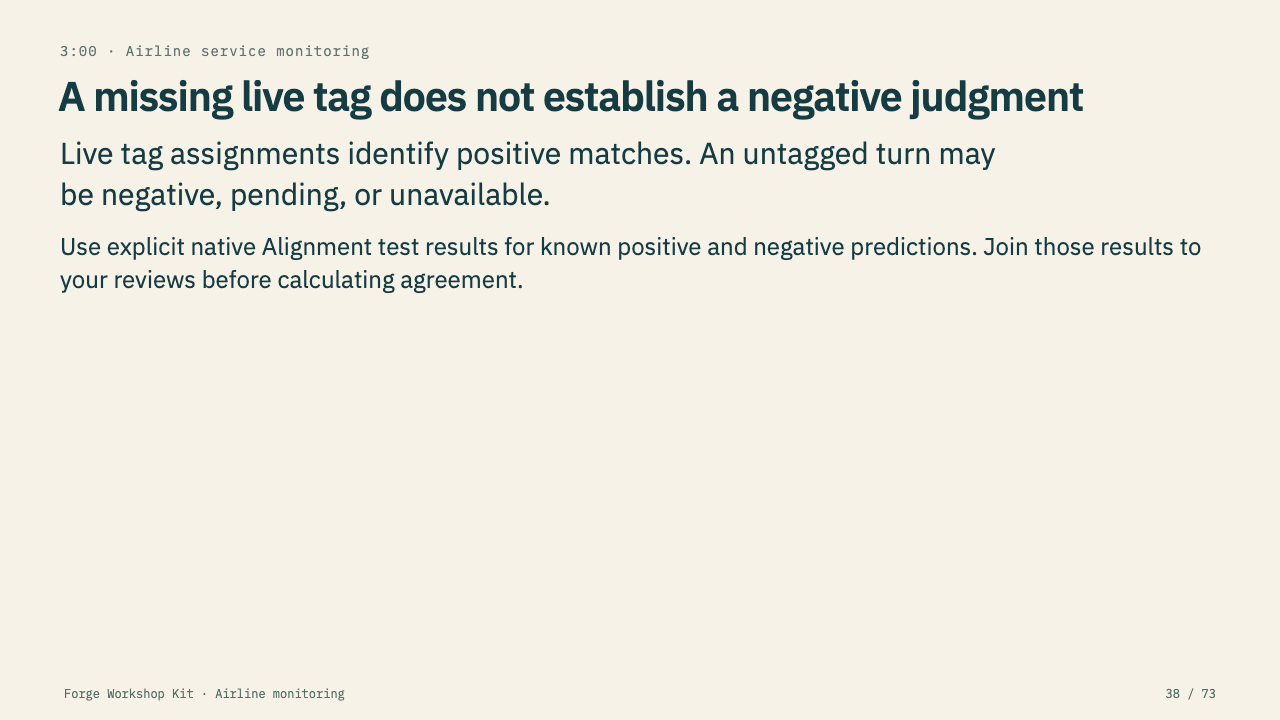 3:00 · Airline service monitoring
A missing live tag does not establish a negative judgment
Live tag assignments identify positive matches. An untagged turn may
be negative, pending, or unavailable.
Use explicit native Alignment test results for known positive and negative predictions. Join those results to
your reviews before calculating agreement.
Forge Workshop Kit · Airline monitoring
38 / 73